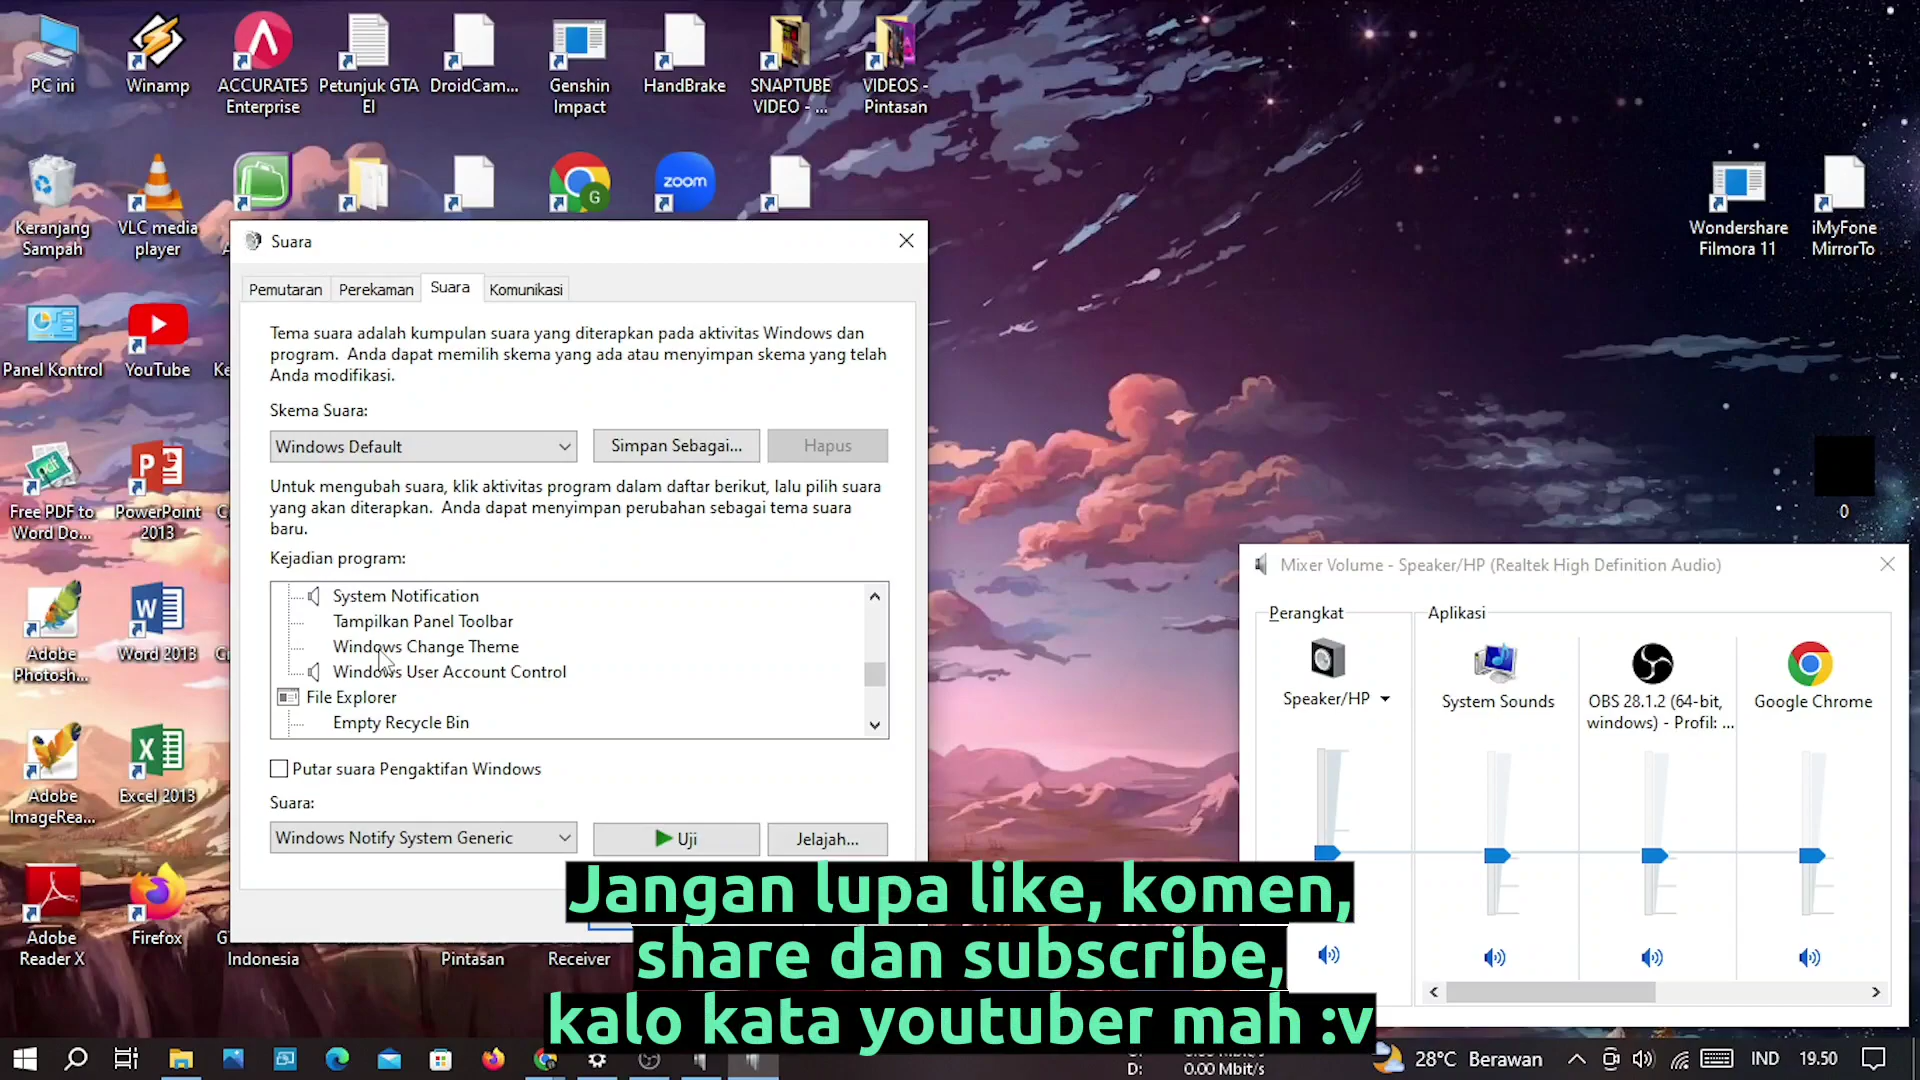 PC ini
Winamp
ACCURATE5
Enterprise
Petunjuk GTA
EI
DroidCam...
Genshin
Impact
HandBrake
SNAPTUBE
VIDEO - ...
VIDEOS -
Pintasan
Keranjang
Sampah
VLC media
player
zoom
Wondershare
Filmora 11
iMyFone
MirrorTo
Panel Kontrol
YouTube
Ke
Free PDF to
Word Do...
PowerPoint
2013
0
Adobe
Photosh...
Word 2013
Adobe
ImageRea...
Excel 2013
Adobe
Reader X
Firefox
Indonesia
Pintasan
Receiver
Suara
Pemutaran
Perekaman
Suara
Komunikasi
Tema suara adalah kumpulan suara yang diterapkan pada aktivitas Windows dan
program. Anda dapat memilih skema yang ada atau menyimpan skema yang telah
Anda modifikasi.
Skema Suara:
Windows Default
Simpan Sebagai...
Hapus
Untuk mengubah suara, klik aktivitas program dalam daftar berikut, lalu pilih suara
yang akan diterapkan. Anda dapat menyimpan perubahan sebagai tema suara
baru.
Kejadian program:
System Notification
Tampilkan Panel Toolbar
Windows Change Theme
Windows User Account Control
File Explorer
Empty Recycle Bin
Putar suara Pengaktifan Windows
Suara:
Windows Notify System Generic
Uji
Jelajah...
Mixer Volume - Speaker/HP (Realtek High Definition Audio)
Perangkat
Aplikasi
Speaker/HP
System Sounds
OBS 28.1.2 (64-bit,
windows) - Profil: ...
Google Chrome
Jangan lupa like, komen,
share dan subscribe,
kalo kata youtuber mah :v
D:
0.00 Mbit/s
28°C Berawan
IND
19.50